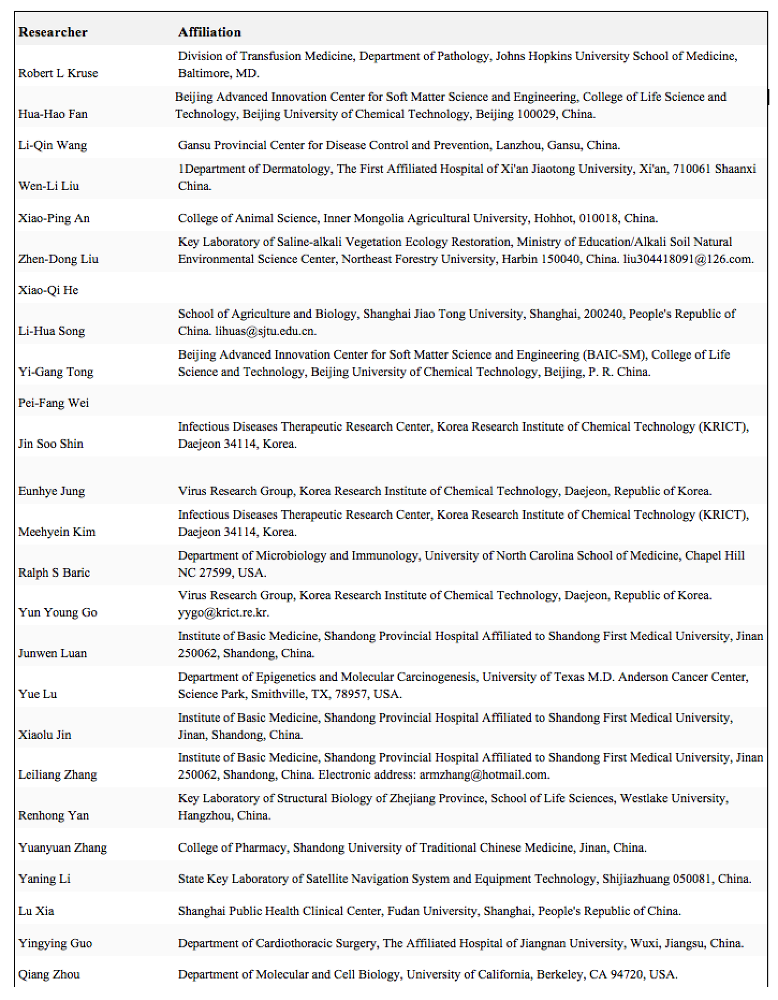 Researcher Affiliation
Division of Transfusion Medicine, Department of Pathology, Johns Hopkins University School of Medicine,
Robert L Kruse Baltimore, MD.
Beijing Advanced Innovation Center for Soft Matter Science and Engineering, College of Life Science and
Hua-Hao Fan Technology, Beijing University of Chemical Technology, Beijing 100029, China.
Li-Qin Wang Gansu Provincial Center for Disease Control and Prevention, Lanzhou, Gansu, China.
1Department of Dermatology, The First Affiliated Hospital of Xi'an Jiaotong University, Xi'an, 710061 Shaanxi
Wen-Li Liu China.
Xiao-Ping An College of Animal Science, Inner Mongolia Agricultural University, Hohhot, 010018, China.
Key Laboratory of Saline-alkali Vegetation Ecology Restoration, Ministry of Education/Alkali Soil Natural
Zhen-Dong Liu Environmental Science Center, Northeast Forestry University, Harbin 150040, China. liu304418091@126.com.
Xiao-Qi He
School of Agriculture and Biology, Shanghai Jiao Tong University, Shanghai, 200240, People's Republic of
Li-Hua Song China. lihuas@sjtu.edu.cn.
Beijing Advanced Innovation Center for Soft Matter Science and Engineering (BAIC-SM), College of Life
Yi-Gang Tong Science and Technology, Beijing University of Chemical Technology, Beijing, P. R. China.
Pei-Fang Wei
Infectious Diseases Therapeutic Research Center, Korea Research Institute of Chemical Technology (KRICT),
Jin Soo Shin Daejeon 34114, Korea.
Eunhye Jung Virus Research Group, Korea Research Institute of Chemical Technology, Daejeon, Republic of Korea.
Infectious Diseases Therapeutic Research Center, Korea Research Institute of Chemical Technology (KRICT),
Meehyein Kim Daejeon 34114, Korea.
Department of Microbiology and Immunology, University of North Carolina School of Medicine, Chapel Hill
Ralph S Baric NC 27599, USA.
Virus Research Group, Korea Research Institute of Chemical Technology, Daejeon, Republic of Korea.
Yun Young Go yygo@krict.re.kr.
Institute of Basic Medicine, Shandong Provincial Hospital Affiliated to Shandong First Medical University, Jinan
Junwen Luan 250062, Shandong, China.
Department of Epigenetics and Molecular Carcinogenesis, University of Texas M.D. Anderson Cancer Center,
Yue Lu Science Park, Smithville, TX, 78957, USA.
Institute of Basic Medicine, Shandong Provincial Hospital Affiliated to Shandong First Medical University,
Xiaolu Jin Jinan, Shandong, China.
Institute of Basic Medicine, Shandong Provincial Hospital Affiliated to Shandong First Medical University, Jinan
Leiliang Zhang 250062, Shandong, China. Electronic address: armzhang@hotmail.com.
Key Laboratory of Structural Biology of Zhejiang Province, School of Life Sciences, Westlake University,
Renhong Yan Hangzhou, China.
Yuanyuan Zhang College of Pharmacy, Shandong University of Traditional Chinese Medicine, Jinan, China.
Yaning Li State Key Laboratory of Satellite Navigation System and Equipment Technology, Shijiazhuang 050081, China.
Lu Xia Shanghai Public Health Clinical Center, Fudan University, Shanghai, People's Republic of China.
Yingying Guo Department of Cardiothoracic Surgery, The Affiliated Hospital of Jiangnan University, Wuxi, Jiangsu, China.
Qiang Zhou Department of Molecular and Cell Biology, University of California, Berkeley, CA 94720, USA.